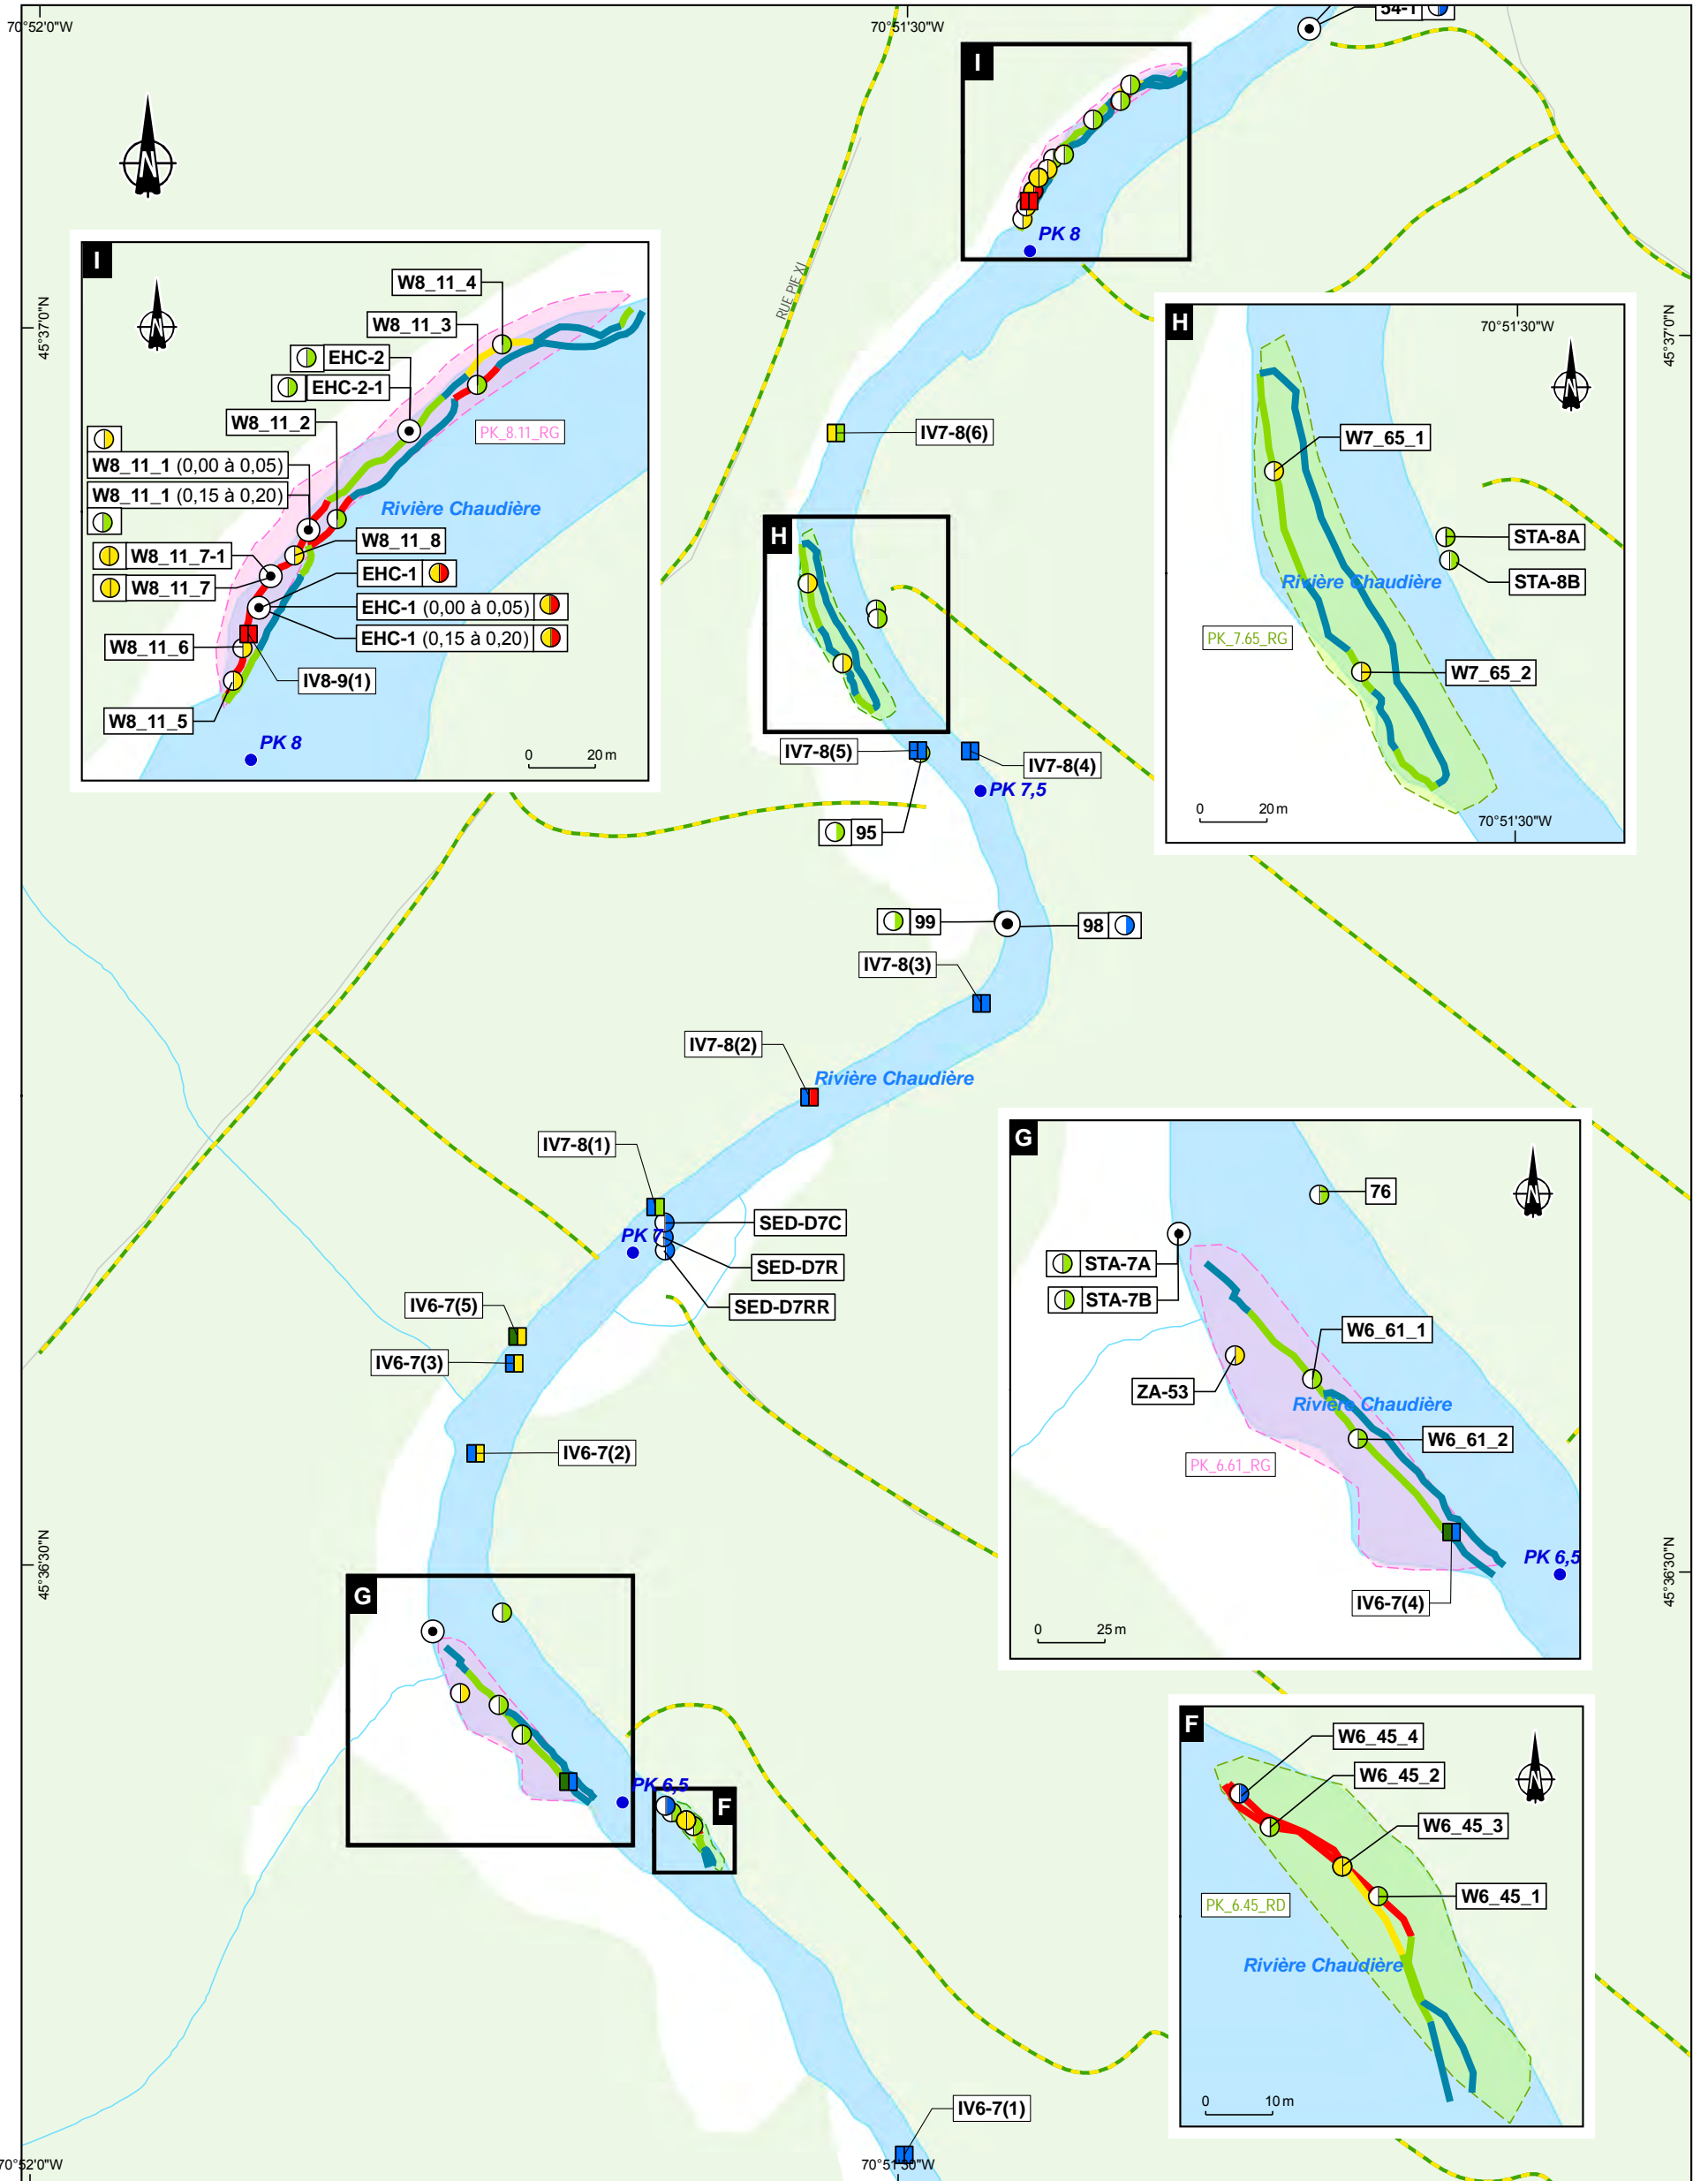 70°52'0"W
70°51'30"W
54-1
N
I
PK 8
RUE PIE XI
45°37'0"N
45°37'0"N
I
N
W8_11_4
W8_11_3
EHC-2
EHC-2-1
W8_11_2
PK_8.11_RG
W8_11_1 (0,00 à 0,05)
W8_11_1 (0,15 à 0,20)
Rivière Chaudière
W8_11_8
W8_11_7-1
EHC-1
W8_11_7
EHC-1 (0,00 à 0,05)
EHC-1 (0,15 à 0,20)
W8_11_6
IV8-9(1)
W8_11_5
PK 8
0 20 m
H
70°51'30"W
N
W7_65_1
STA-8A
STA-8B
Rivière Chaudière
PK_7.65_RG
W7_65_2
0 20 m
70°51'30"W
IV7-8(6)
H
IV7-8(5)
IV7-8(4)
PK 7,5
95
99
98
IV7-8(3)
IV7-8(2)
Rivière Chaudière
IV7-8(1)
SED-D7C
PK 7
SED-D7R
SED-D7RR
IV6-7(5)
IV6-7(3)
IV6-7(2)
G
N
76
STA-7A
STA-7B
W6_61_1
ZA-53
Rivière Chaudière
W6_61_2
PK_6.61_RG
PK 6,5
IV6-7(4)
0 25 m
45°36'30"N
45°36'30"N
G
PK 6,5
F
F
N
W6_45_4
W6_45_2
W6_45_3
W6_45_1
PK_6.45_RD
Rivière Chaudière
0 10 m
IV6-7(1)
70°52'0"W
70°51'30"W